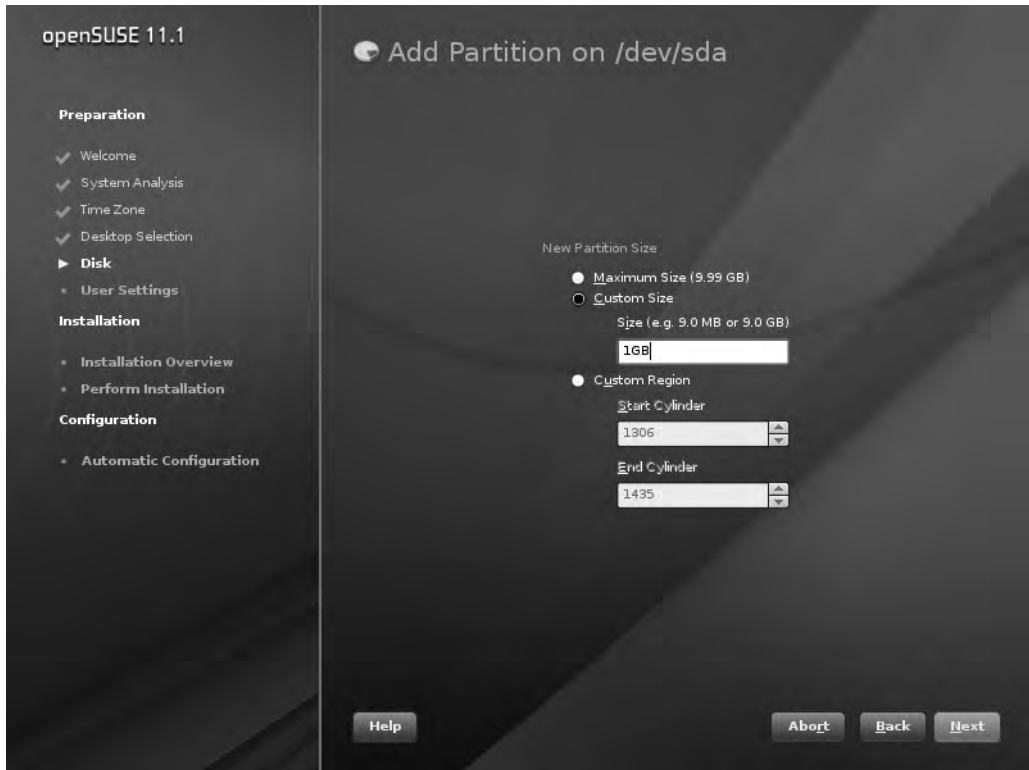 openSUSE 11.1
Preparation
Welcome
System Analysis
Time Zone
Desktop Selection
Disk
User Settings
Installation
Installation Overview
Perform Installation
Configuration
Automatic Configuration
Add Partition on /dev/sda
New Partition Size
Maximum Size (9.99 GB)
Custom Size
Size (e.g. 9.0 MB or 9.0 GB)
1GB
Custom Region
Start Cylinder
1306
End Cylinder
1435
Help
Abort
Back
Next